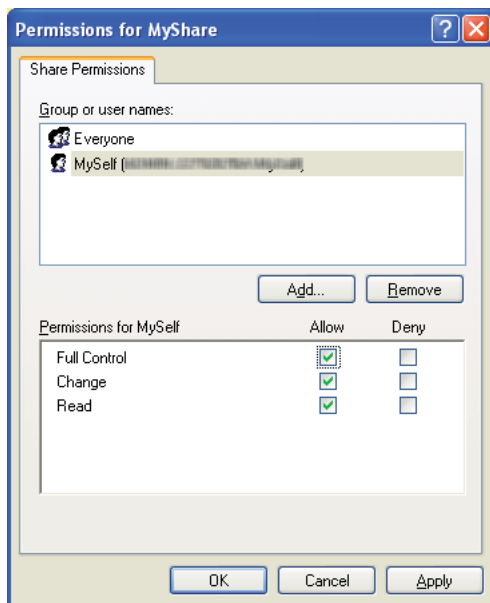 Permissions for MyShare
Share Permissions
Group or user names:
Everyone
MySelf (
Add... Remove
Permissions for MySelf Allow Deny
Full Control
Change
Read
OK Cancel Apply